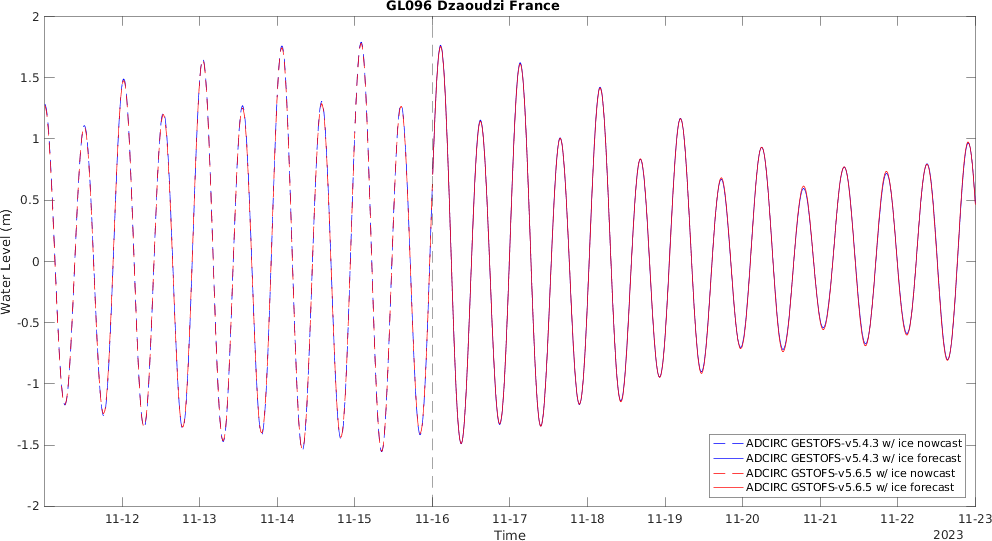 GL096 Dzaoudzi France
2
1.5
1
0.5
0
-0.5
-1
-1.5
-2
Water Level (m)
ADCIRC GESTOFS-v5.4.3 w/ ice nowcast
ADCIRC GESTOFS-v5.4.3 w/ ice forecast
ADCIRC GSTOFS-v5.6.5 w/ ice nowcast
ADCIRC GSTOFS-v5.6.5 w/ ice forecast
11-12 11-13 11-14 11-15 11-16 11-17 11-18 11-19 11-20 11-21 11-22 11-23
Time
2023